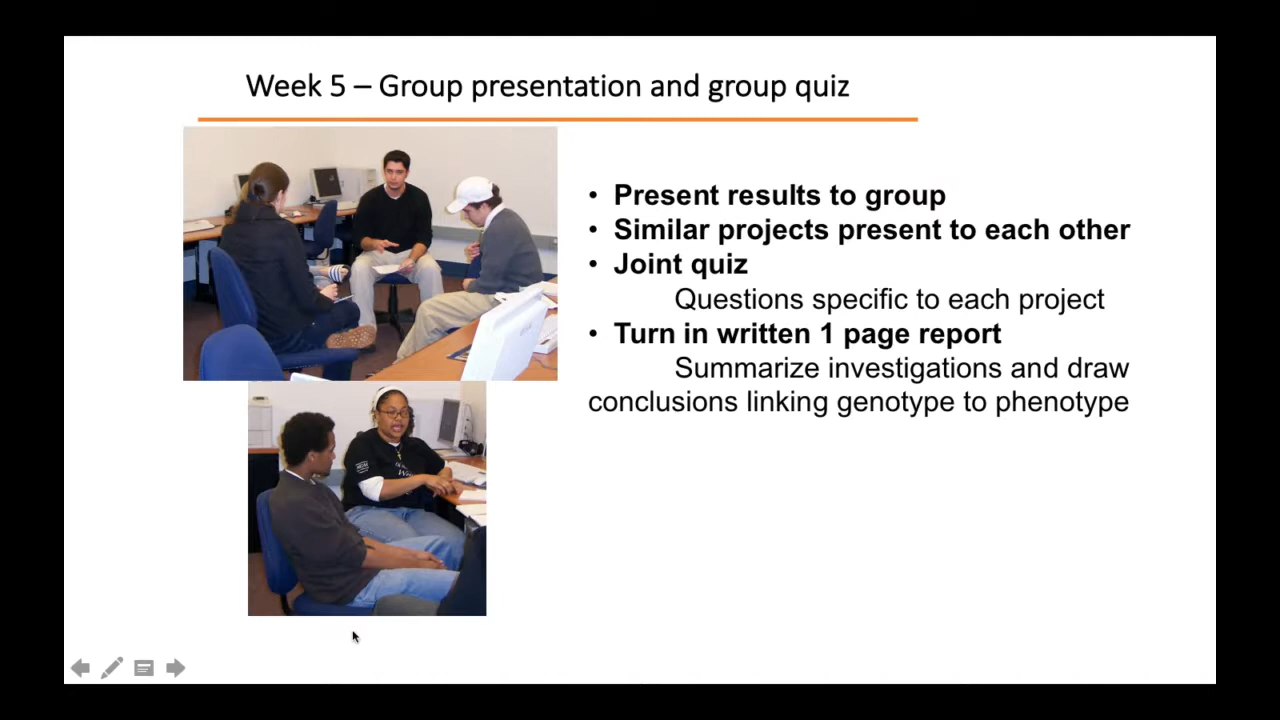 Week 5 – Group presentation and group quiz
• Present results to group
• Similar projects present to each other
• Joint quiz
Questions specific to each project
• Turn in written 1 page report
Summarize investigations and draw
conclusions linking genotype to phenotype